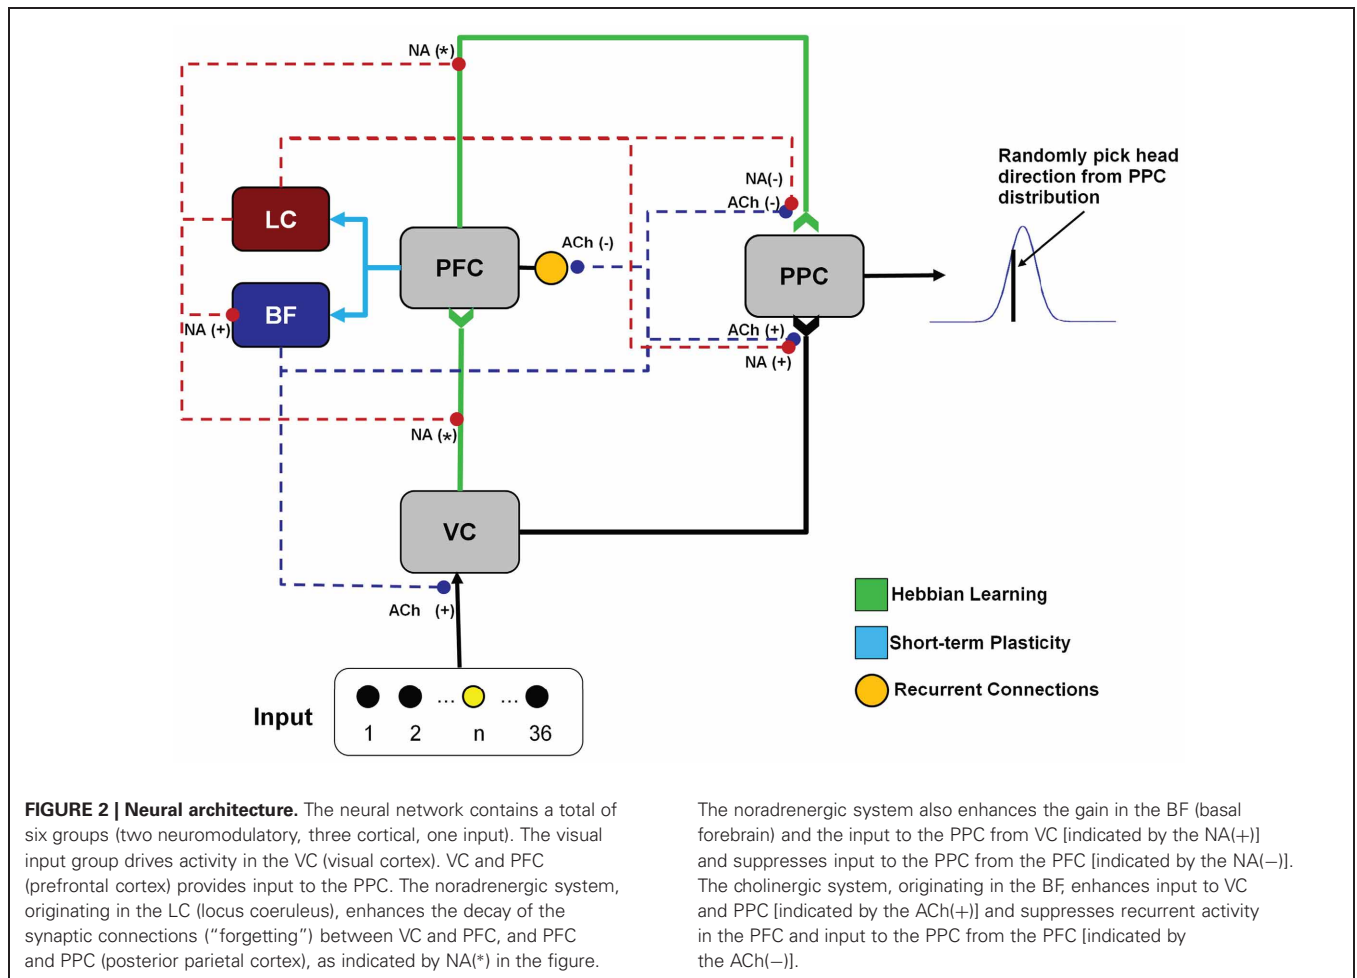 NA (*)
NA(-)
ACh (-)
Randomly pick head
direction from PPC
distribution
LC
PFC
ACh (-)
PPC
BF
NA (+)
ACh (+)
NA (+)
NA (*)
VC
ACh (+)
Hebbian Learning
Short-term Plasticity
Recurrent Connections
Input
... ...
1 2 n 36
FIGURE 2 | Neural architecture. The neural network contains a total of
six groups (two neuromodulatory, three cortical, one input). The visual
input group drives activity in the VC (visual cortex). VC and PFC
(prefrontal cortex) provides input to the PPC. The noradrenergic system,
originating in the LC (locus coeruleus), enhances the decay of the
synaptic connections (“forgetting”) between VC and PFC, and PFC
and PPC (posterior parietal cortex), as indicated by NA(*) in the figure.
The noradrenergic system also enhances the gain in the BF (basal
forebrain) and the input to the PPC from VC [indicated by the NA(+)]
and suppresses input to the PPC from the PFC [indicated by the NA(−)].
The cholinergic system, originating in the BF, enhances input to VC
and PPC [indicated by the ACh(+)] and suppresses recurrent activity
in the PFC and input to the PPC from the PFC [indicated by
the ACh(−)].